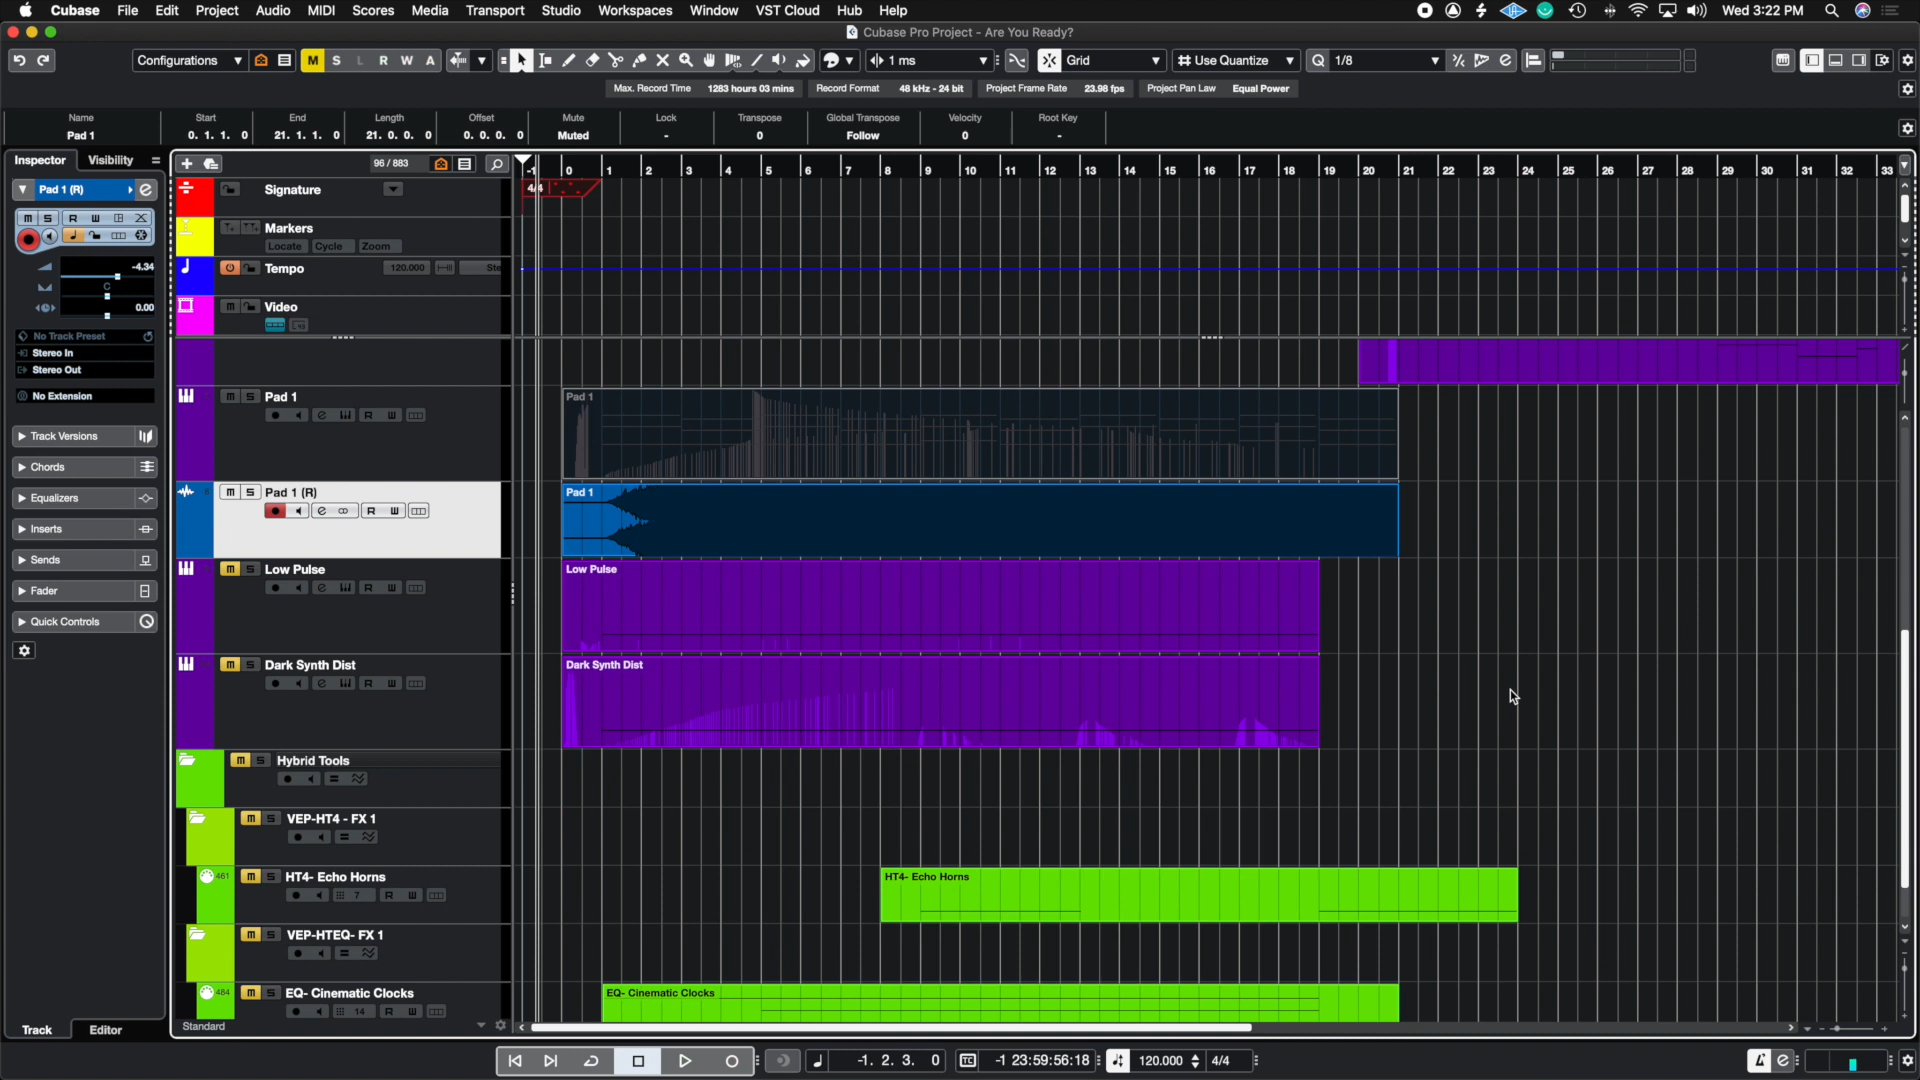 Cubase File Edit Project Audio MIDI Scores Media Transport Studio Workspaces Window VST Cloud Hub Help
Wed 3:22 PM
Cubase Pro Project - Are You Ready?
Configurations M S L R W A 1 ms Grid Use Quantize Q 1/8
Max. Record Time 1283 hours 03 mins Record Format 48 kHz - 24 bit Project Frame Rate 23.98 fps Project Pan Law Equal Power
Name Start End Length Offset Mute Lock Transpose Global Transpose Velocity Root Key
Pad 1 0. 1. 1. 0 21. 1. 1. 0 21. 0. 0. 0 0. 0. 0. 0 Muted - 0 Follow 0 -
Inspector Visibility
96 / 883
-1 0 1 2 3 4 5 6 7 8 9 10 11 12 13 14 15 16 17 18 19 20 21 22 23 24 25 26 27 28 29 30 31 32 33
Pad 1 (R)
Signature
4/4
Markers
Locate Cycle Zoom
Tempo 120.000 Ste
-4.34
C
0.00
Video
No Track Preset
Stereo In
Stereo Out
No Extension
Track Versions
Chords
Equalizers
Inserts
Sends
Fader
Quick Controls
m S Pad 1
Pad 1
m S Pad 1 (R)
Pad 1
m S Low Pulse
Low Pulse
m S Dark Synth Dist
Dark Synth Dist
m S Hybrid Tools
m S VEP-HT4 - FX 1
461 m S HT4- Echo Horns
7 R W
HT4- Echo Horns
m S VEP-HTEQ- FX 1
484 m S EQ- Cinematic Clocks
14 R W
EQ- Cinematic Clocks
Track Editor
Standard
-1. 2. 3. 0 TC -1 23:59:56:18 120.000 4/4